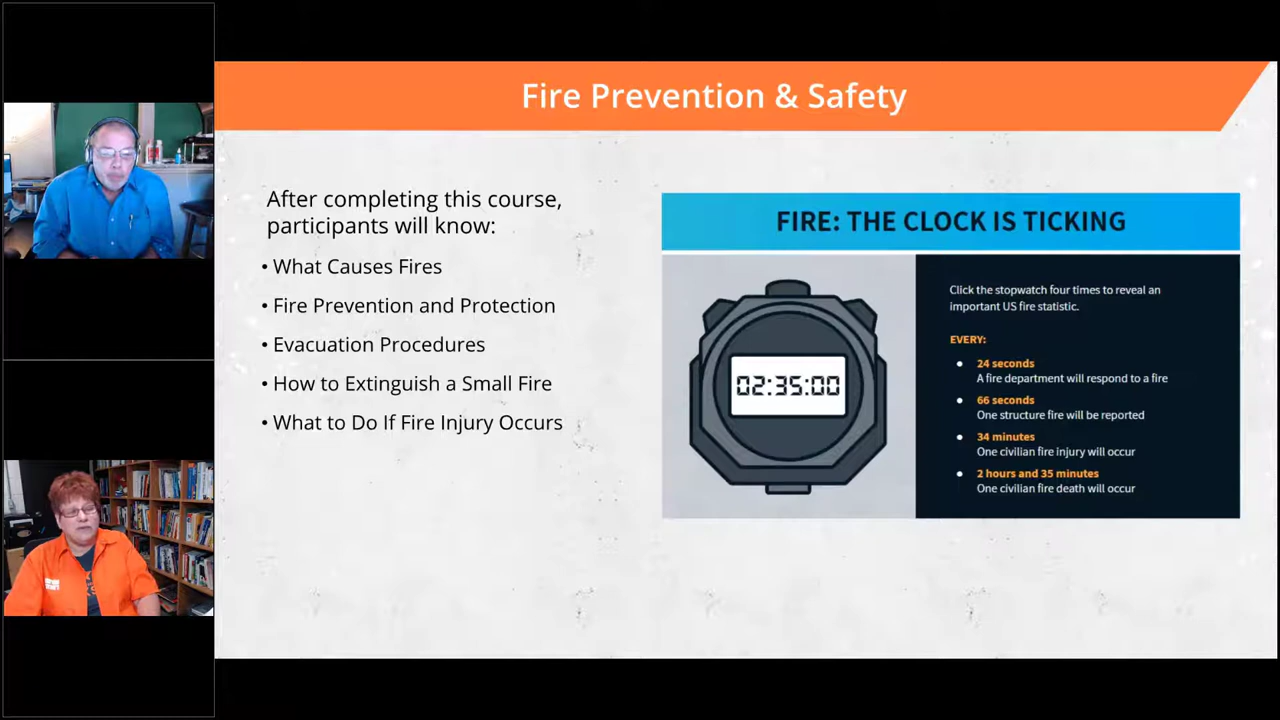 Fire Prevention & Safety
After completing this course,
participants will know:
• What Causes Fires
• Fire Prevention and Protection
• Evacuation Procedures
• How to Extinguish a Small Fire
• What to Do If Fire Injury Occurs
FIRE: THE CLOCK IS TICKING
02:35:00
Click the stopwatch four times to reveal an
important US fire statistic.
EVERY:
• 24 seconds
A fire department will respond to a fire
• 66 seconds
One structure fire will be reported
• 34 minutes
One civilian fire injury will occur
• 2 hours and 35 minutes
One civilian fire death will occur